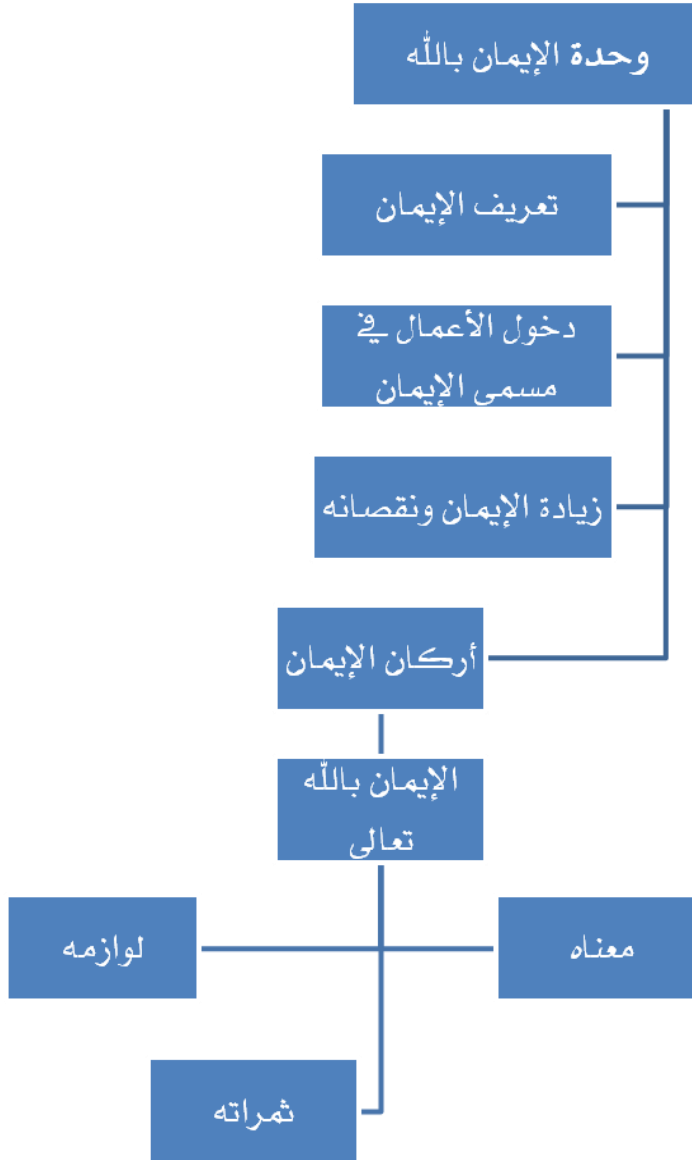 وحدة الإيمان بالله
تعريف الإيمان
دخول الأعمال في
مسمى الإيمان
زيادة الإيمان ونقصانه
أركان الإيمان
الإيمان بالله
تعالى
معناه
لوازمه
ثمراته